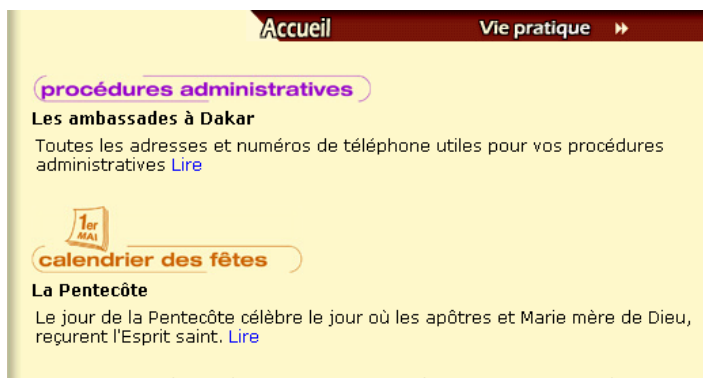 Accueil Vie pratique
procédures administratives
Les ambassades à Dakar
Toutes les adresses et numéros de téléphone utiles pour vos procédures
administratives Lire
1er
MAI
calendrier des fêtes
La Pentecôte
Le jour de la Pentecôte célèbre le jour où les apôtres et Marie mère de Dieu,
reçurent l'Esprit saint. Lire